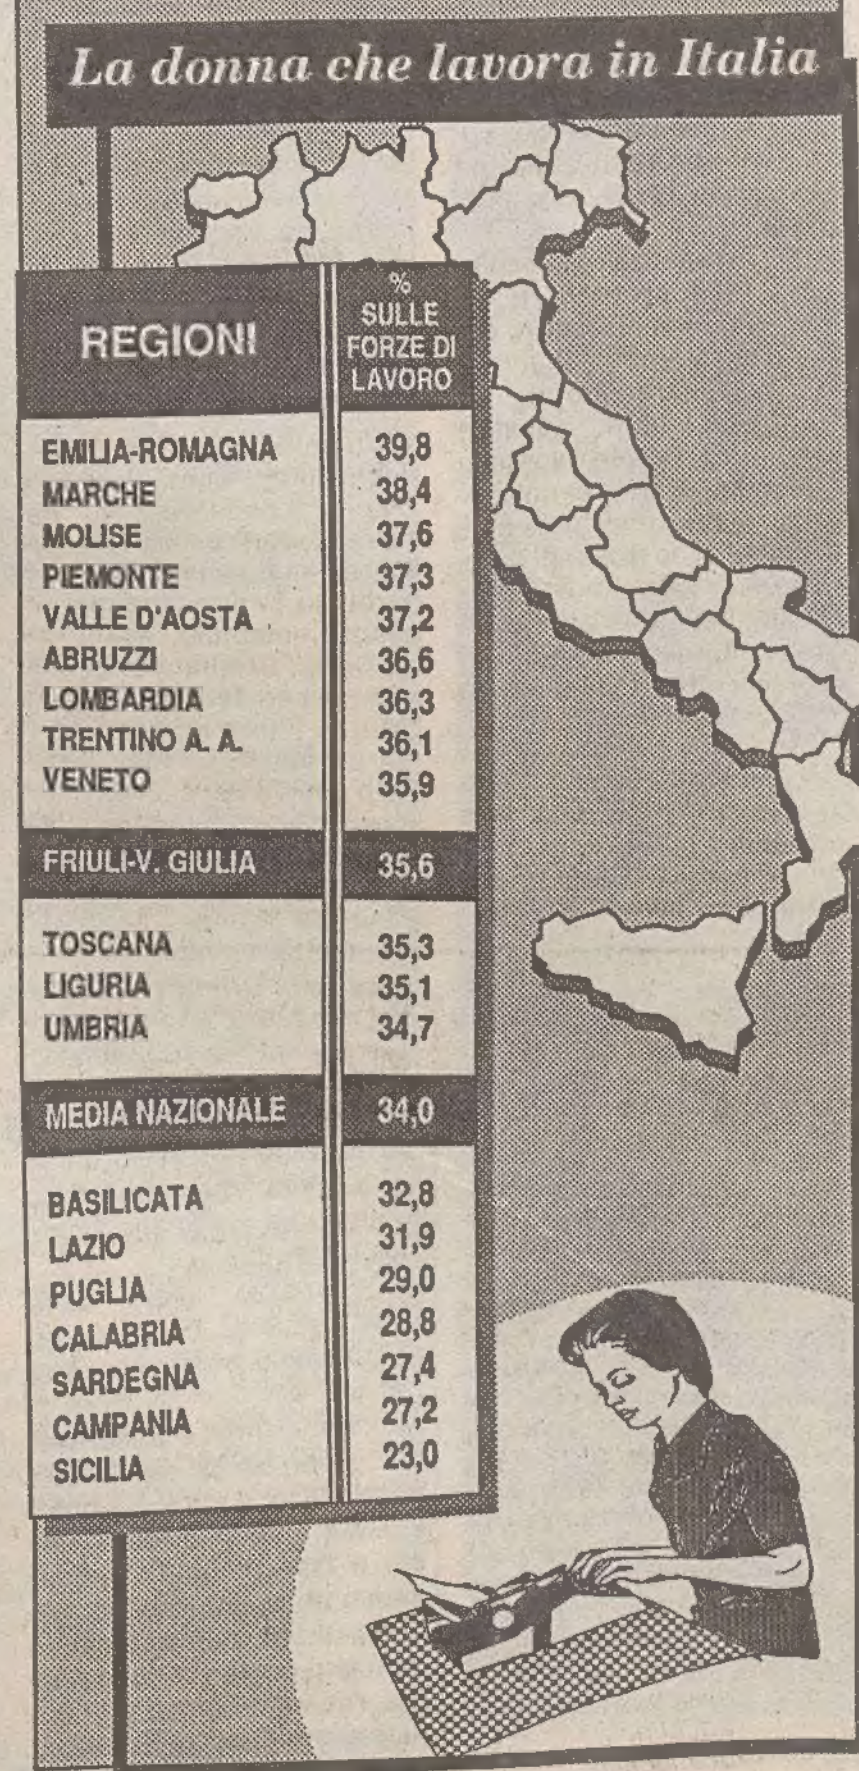 La donna che lavora in Italia
REGIONI
%
SULLE
FORZE DI
LAVORO
EMILIA-ROMAGNA 39,8
MARCHE 38,4
MOLISE 37,6
PIEMONTE 37,3
VALLE D'AOSTA 37,2
ABRUZZI 36,6
LOMBARDIA 36,3
TRENTINO A. A. 36,1
VENETO 35,9
FRIULI-V. GIULIA 35,6
TOSCANA 35,3
LIGURIA 35,1
UMBRIA 34,7
MEDIA NAZIONALE 34,0
BASILICATA 32,8
LAZIO 31,9
PUGLIA 29,0
CALABRIA 28,8
SARDEGNA 27,4
CAMPANIA 27,2
SICILIA 23,0